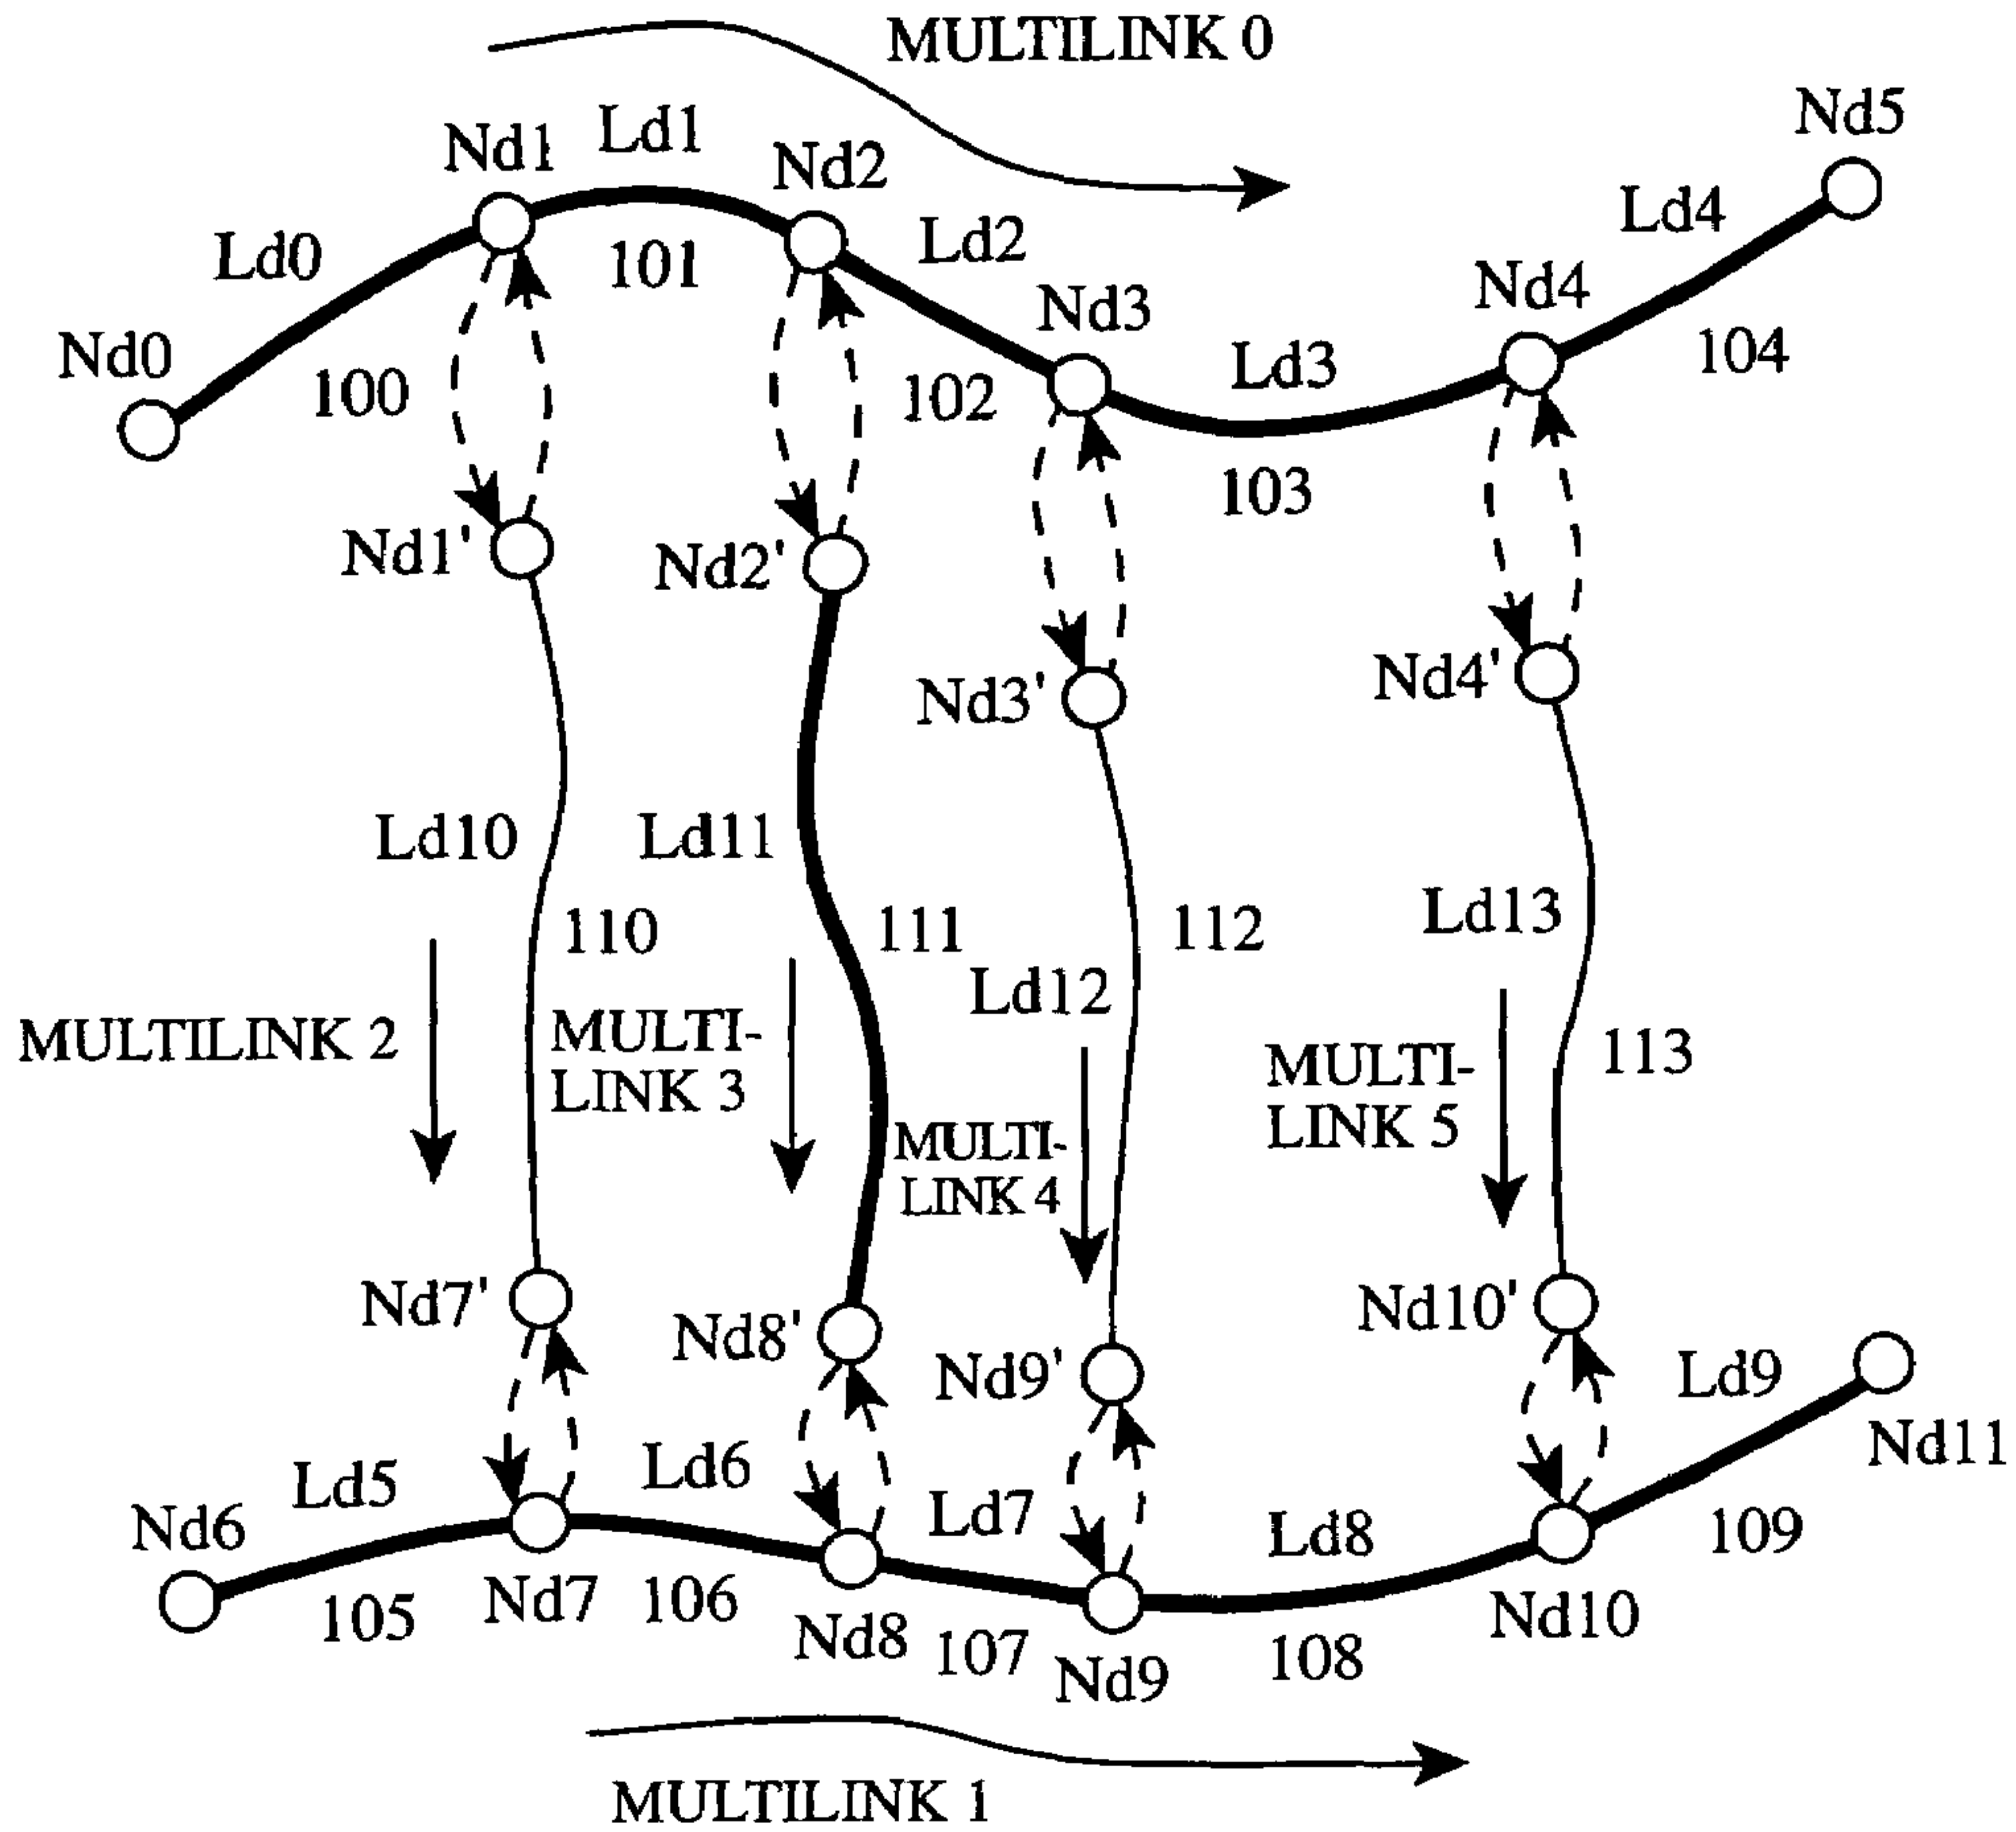 MULTILINK 0
Nd5
Ld1
Nd1
Nd2
Ld4
Ld0
101
Ld2
Nd4
Nd3
Nd0
104
100
102
Ld3
103
Nd1'
Nd2'
Nd3'
Nd4'
Ld10
Ld11
110
111
112
Ld13
Ld12
MULTILINK 2
MULTI-
LINK 3
113
MULTI-
LINK 5
MULTI-
LINK 4
Nd7'
Nd8'
Nd9'
Nd10'
Ld9
Nd11
Ld5
Ld6
Ld7
Ld8
Nd6
109
105
Nd7
106
Nd8
107
Nd9
108
Nd10
MULTILINK 1